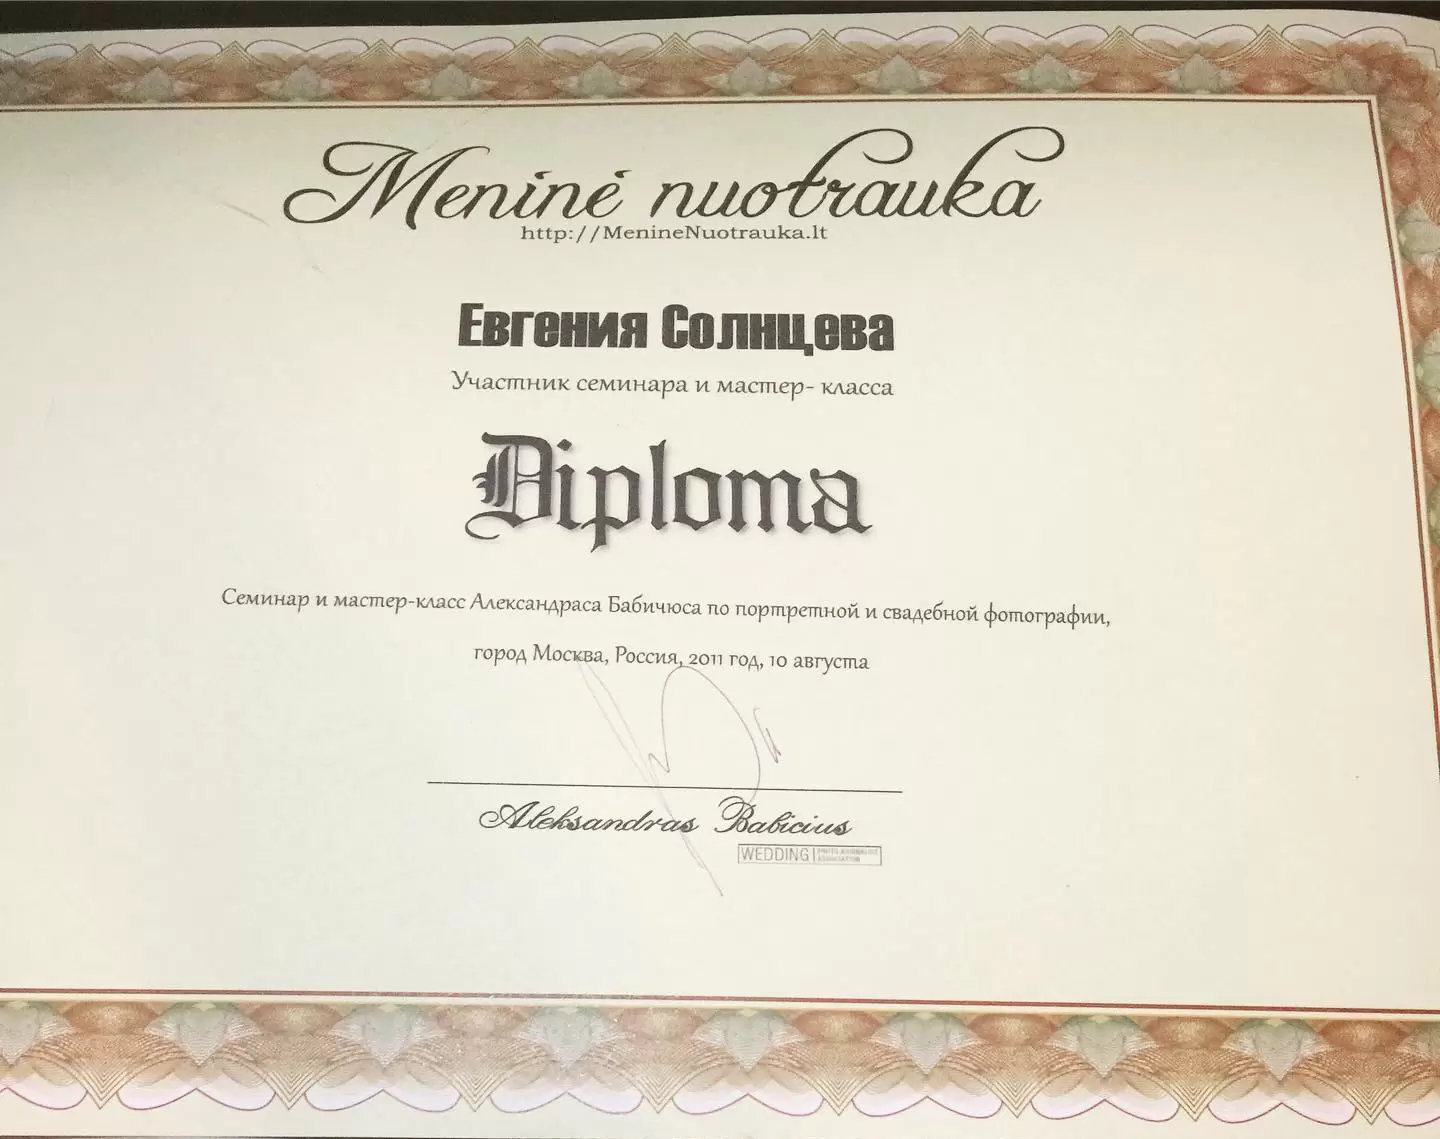 Meninė nuotrauka
http://MenineNuotrauka.lt
Евгения Солнцева
Участник семинара и мастер- класса
Diploma
Семинар и мастер-класс Александраса Бабичюса по портретной и свадебной фотографии,
город Москва, Россия, 2011 год, 10 августа
Aleksandras Babicius
WEDDING